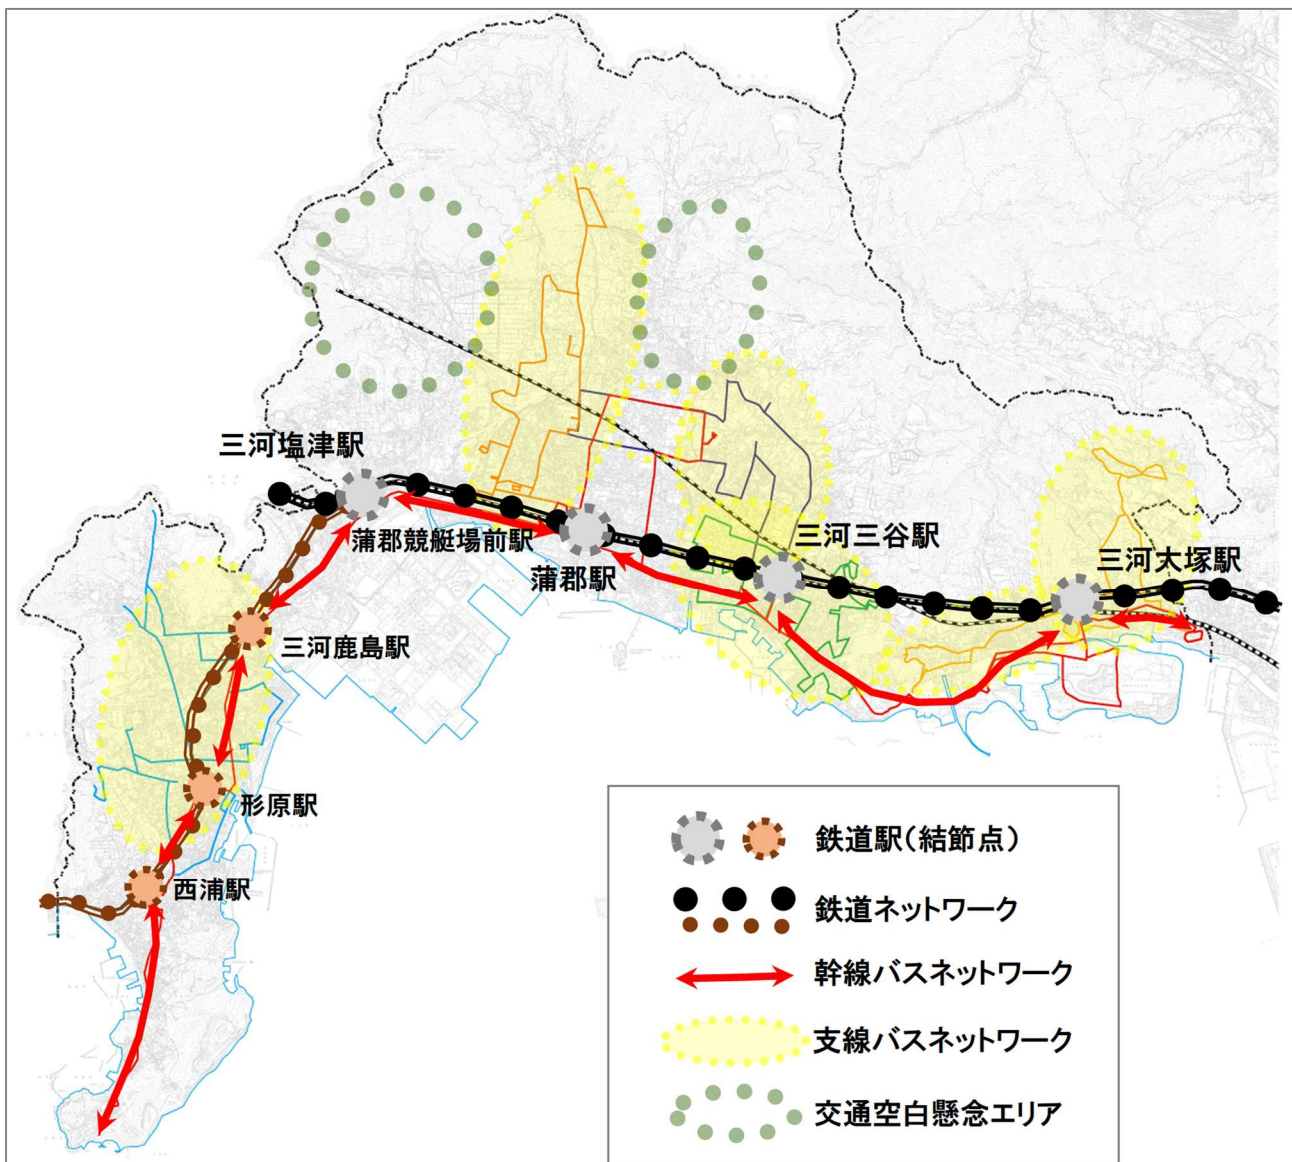 三河塩津駅
蒲郡競艇場前駅
蒲郡駅
三河三谷駅
三河大塚駅
三河鹿島駅
形原駅
西浦駅
鉄道駅(結節点)
鉄道ネットワーク
幹線バスネットワーク
支線バスネットワーク
交通空白懸念エリア